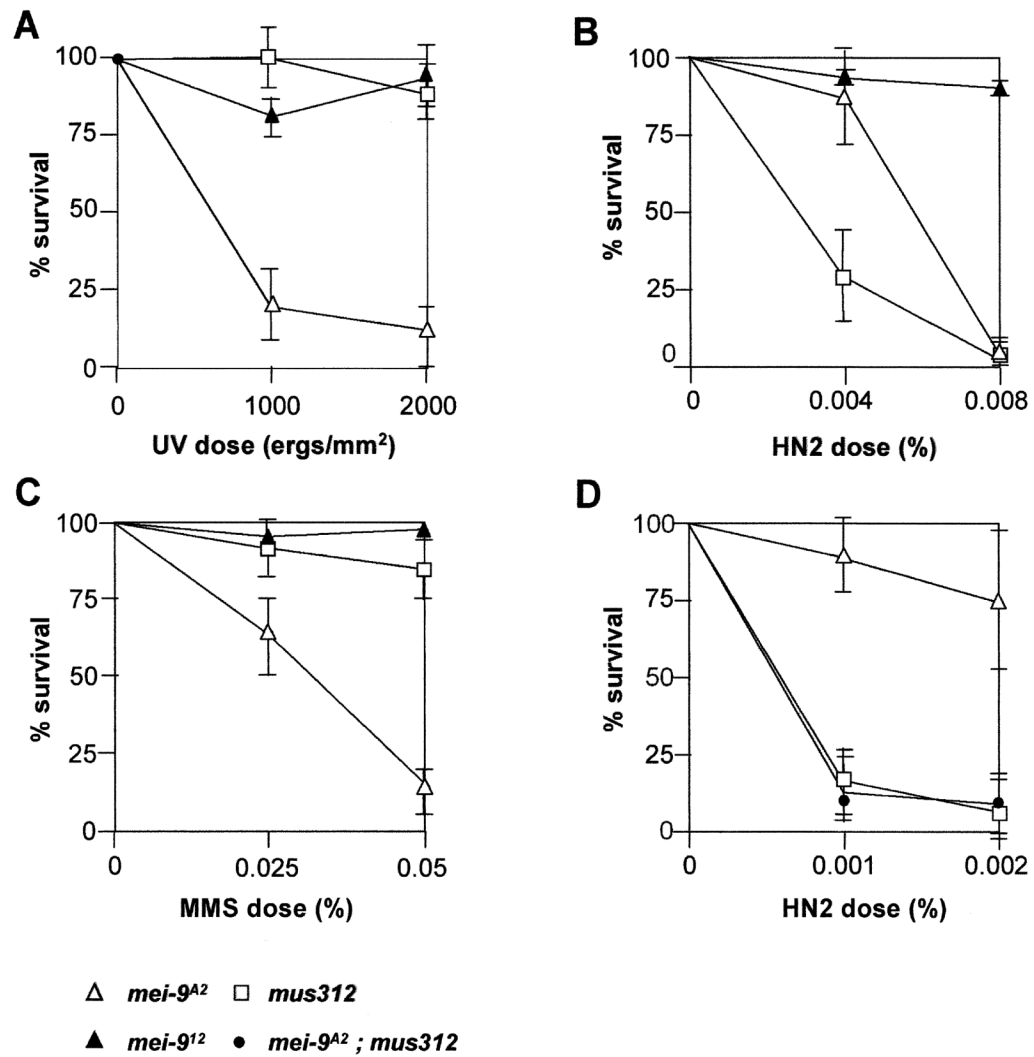 A
100
75
50
25
0
% survival
0 1000 2000
UV dose (ergs/mm²)
B
100
75
50
25
0
% survival
0 0.004 0.008
HN2 dose (%)
C
100
75
50
25
0
% survival
0 0.025 0.05
MMS dose (%)
D
100
75
50
25
0
% survival
0 0.001 0.002
HN2 dose (%)
mei-9ᴬ² mus312
mei-9¹² mei-9ᴬ² ; mus312